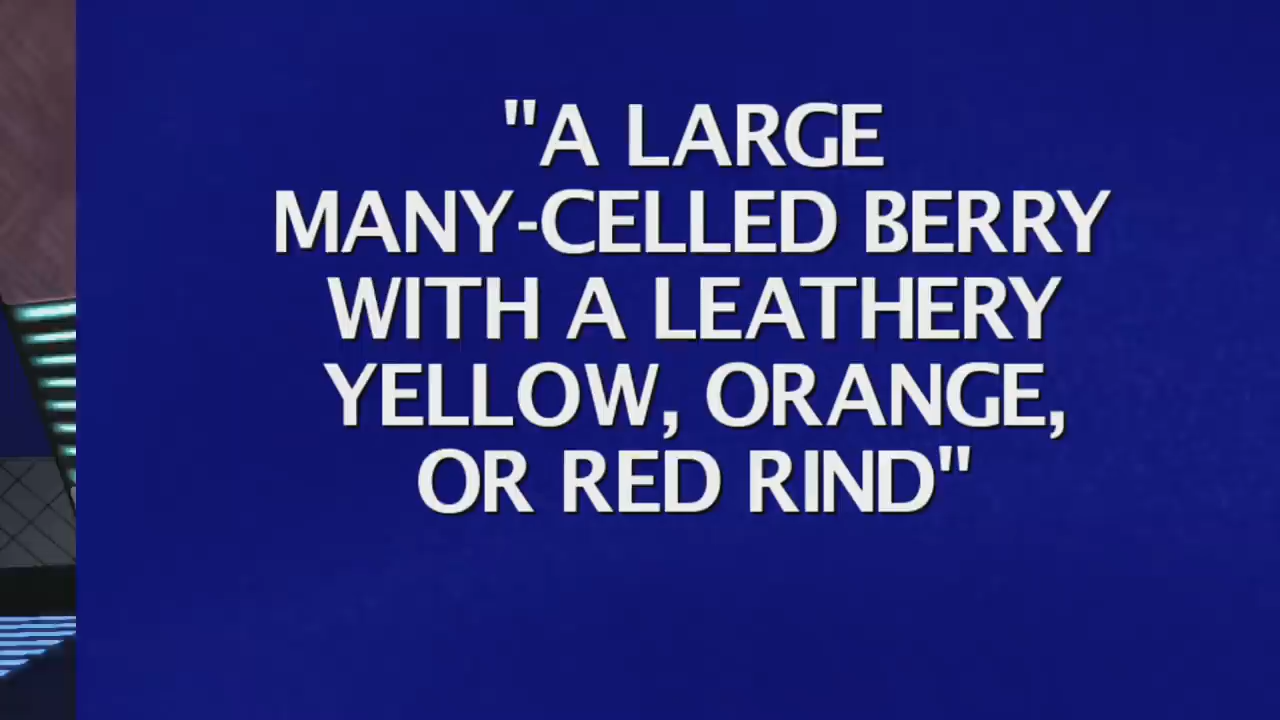 "A LARGE
MANY-CELLED BERRY
WITH A LEATHERY
YELLOW, ORANGE,
OR RED RIND"